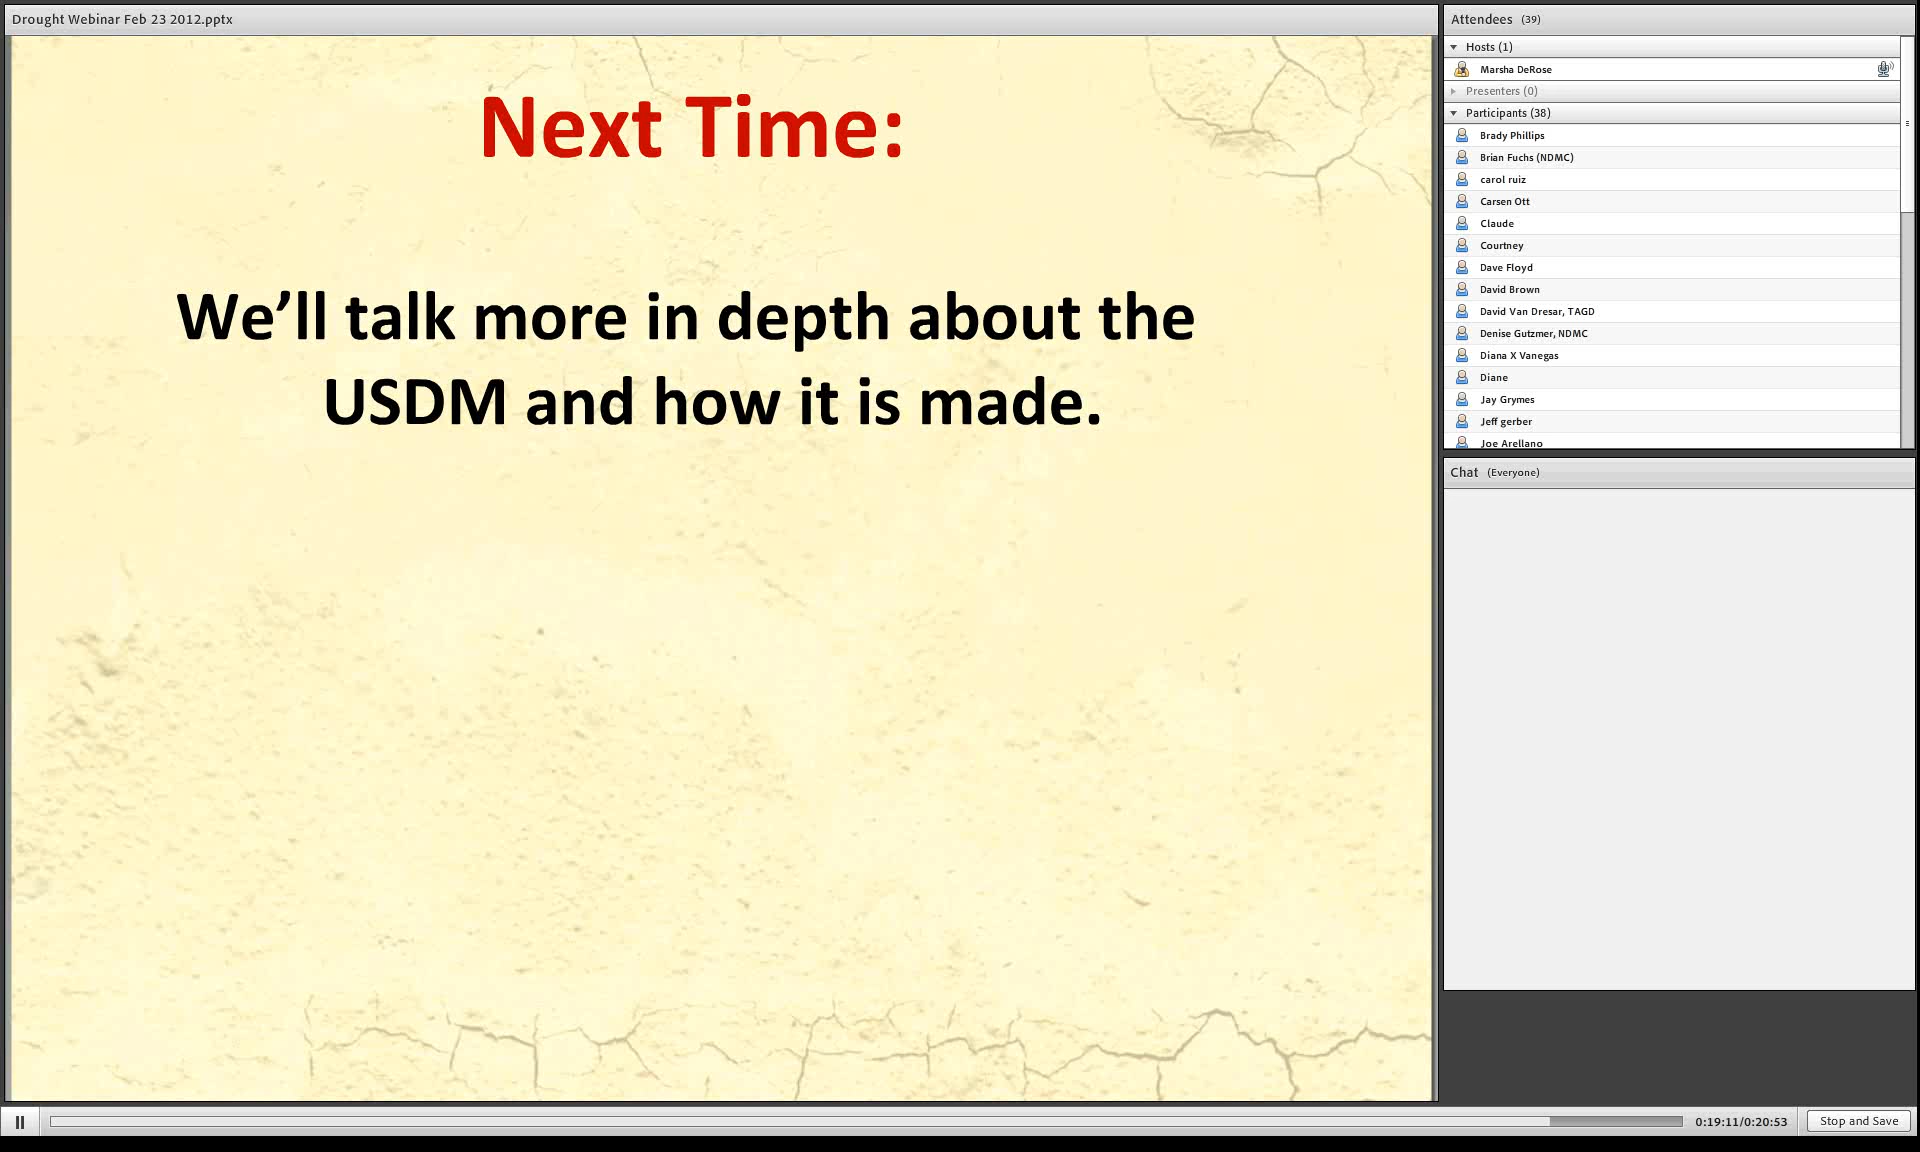 Drought Webinar Feb 23 2012.pptx
Next Time:
We’ll talk more in depth about the
USDM and how it is made.
Attendees (39)
Hosts (1)
Marsha DeRose
Presenters (0)
Participants (38)
Brady Phillips
Brian Fuchs (NDMC)
carol ruiz
Carsen Ott
Claude
Courtney
Dave Floyd
David Brown
David Van Dresar, TAGD
Denise Gutzmer, NDMC
Diana X Vanegas
Diane
Jay Grymes
Jeff gerber
Joe Arellano
Chat (Everyone)
0:19:11/0:20:53
Stop and Save